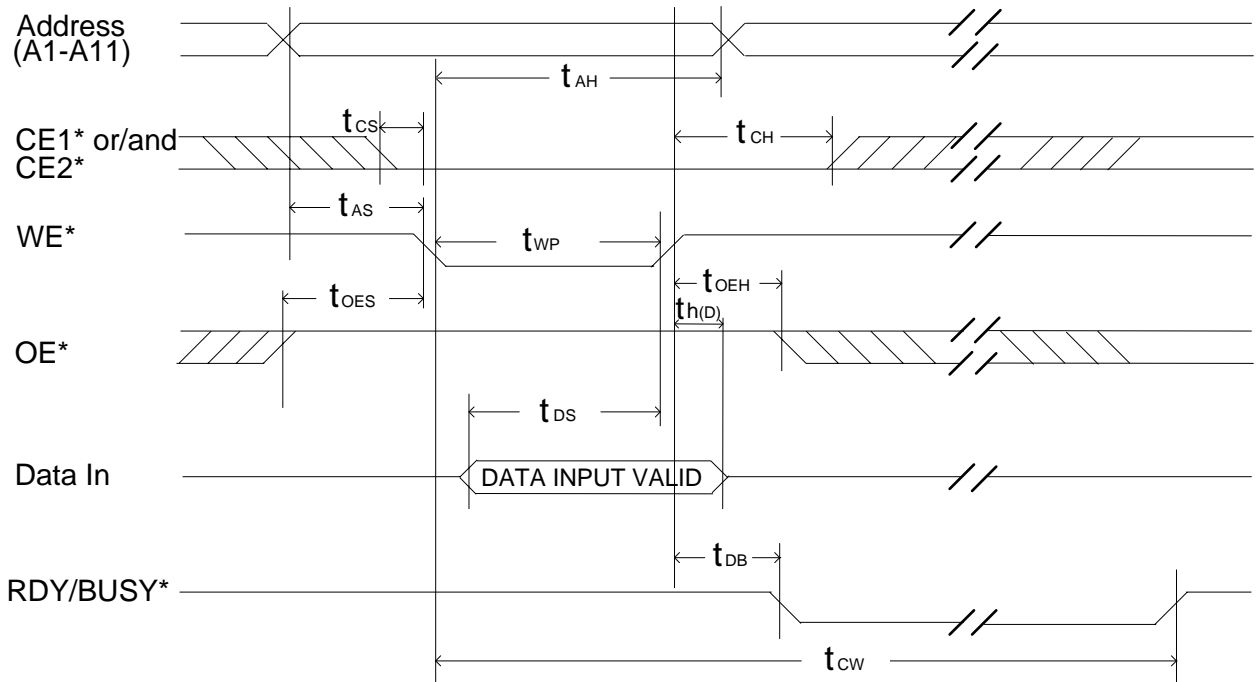 Address
(A1-A11)
tAH
CE1* or/and
CE2*
tCS
tCH
tAS
WE*
tWP
tOES
tOEH
th(D)
OE*
tDS
Data In
DATA INPUT VALID
tDB
RDY/BUSY*
tCW